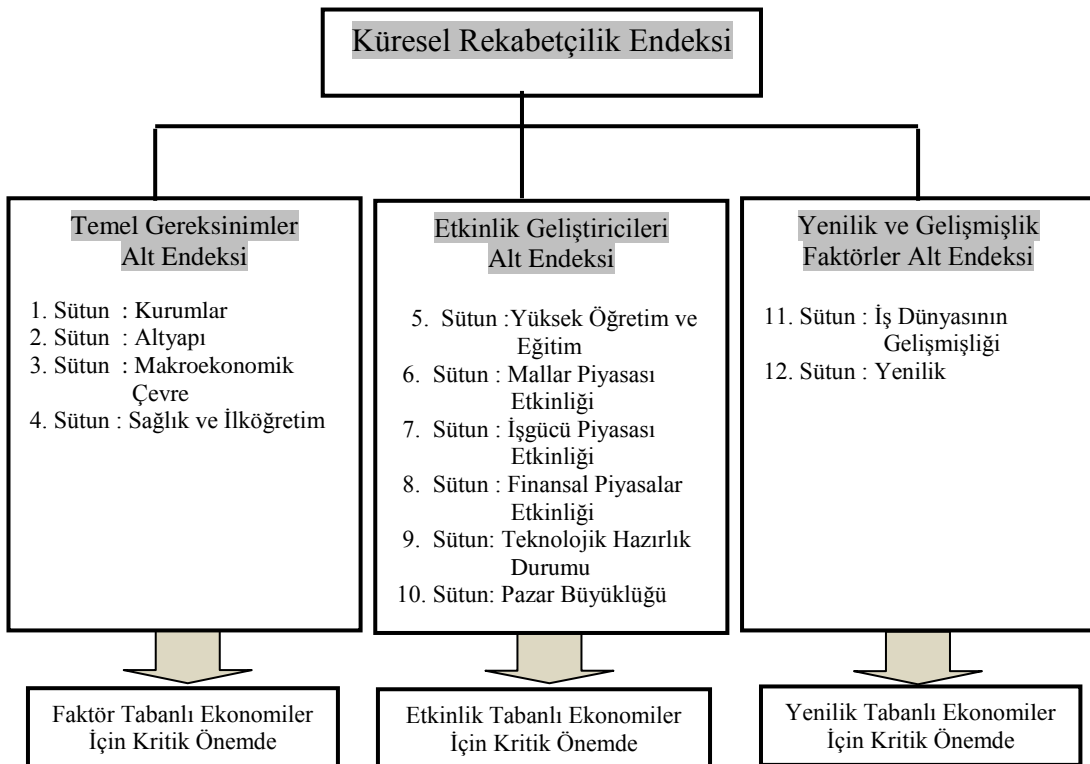 Küresel Rekabetçilik Endeksi
Temel Gereksinimler
Alt Endeksi
1. Sütun : Kurumlar
2. Sütun : Altyapı
3. Sütun : Makroekonomik
Çevre
4. Sütun : Sağlık ve İlköğretim
Etkinlik Geliştiricileri
Alt Endeksi
5. Sütun :Yüksek Öğretim ve
Eğitim
6. Sütun : Mallar Piyasası
Etkinliği
7. Sütun : İşgücü Piyasası
Etkinliği
8. Sütun : Finansal Piyasalar
Etkinliği
9. Sütun: Teknolojik Hazırlık
Durumu
10. Sütun: Pazar Büyüklüğü
Yenilik ve Gelişmişlik
Faktörler Alt Endeksi
11. Sütun : İş Dünyasının
Gelişmişliği
12. Sütun : Yenilik
Faktör Tabanlı Ekonomiler
İçin Kritik Önemde
Etkinlik Tabanlı Ekonomiler
İçin Kritik Önemde
Yenilik Tabanlı Ekonomiler
İçin Kritik Önemde